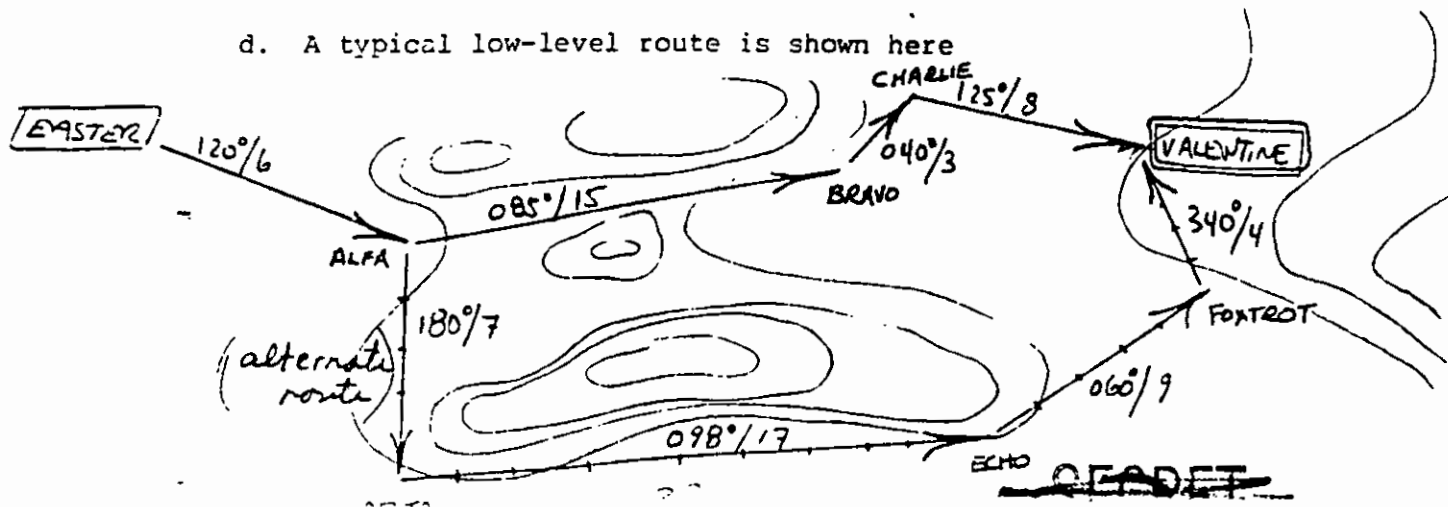 d. A typical low-level route is shown here
CHARLIE
125°/8
EASTER
120°/6
VALENTINE
040°/3
085°/15
BRAVO
340°/4
ALFA
180°/7
FOXTROT
(alternate
route)
060°/9
098°/17
ECHO